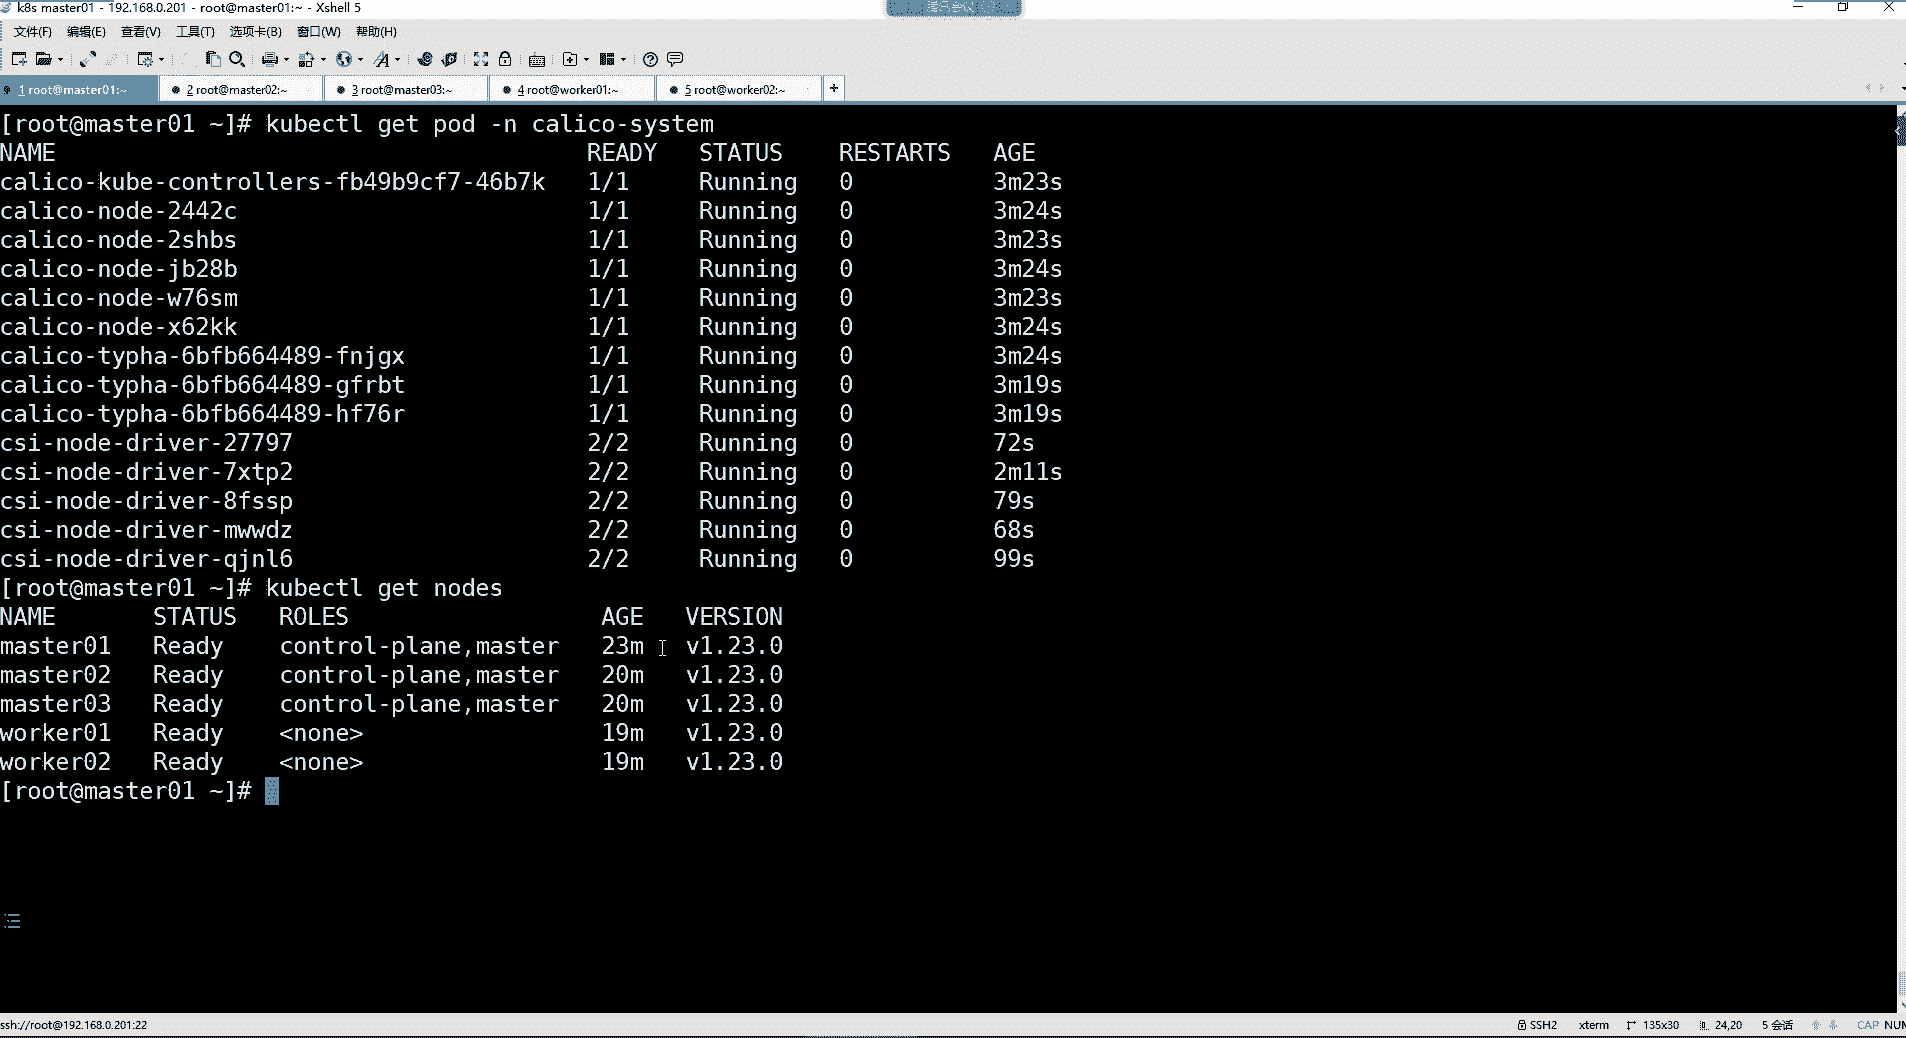 k8s master01 - 192.168.0.201 - root@master01:~ - Xshell 5
文件(F) 编辑(E) 查看(V) 工具(T) 选项卡(B) 窗口(W) 帮助(H)
1 root@master01:~ 2 root@master02:~ 3 root@master03:~ 4 root@worker01:~ 5 root@worker02:~ +
[root@master01 ~]# kubectl get pod -n calico-system
NAME READY STATUS RESTARTS AGE
calico-kube-controllers-fb49b9cf7-46b7k 1/1 Running 0 3m23s
calico-node-2442c 1/1 Running 0 3m24s
calico-node-2shbs 1/1 Running 0 3m23s
calico-node-jb28b 1/1 Running 0 3m24s
calico-node-w76sm 1/1 Running 0 3m23s
calico-node-x62kk 1/1 Running 0 3m24s
calico-typha-6bfb664489-fnjgx 1/1 Running 0 3m24s
calico-typha-6bfb664489-gfrbt 1/1 Running 0 3m19s
calico-typha-6bfb664489-hf76r 1/1 Running 0 3m19s
csi-node-driver-27797 2/2 Running 0 72s
csi-node-driver-7xtp2 2/2 Running 0 2m11s
csi-node-driver-8fssp 2/2 Running 0 79s
csi-node-driver-mwwdz 2/2 Running 0 68s
csi-node-driver-qjnl6 2/2 Running 0 99s
[root@master01 ~]# kubectl get nodes
NAME STATUS ROLES AGE VERSION
master01 Ready control-plane,master 23m v1.23.0
master02 Ready control-plane,master 20m v1.23.0
master03 Ready control-plane,master 20m v1.23.0
worker01 Ready <none> 19m v1.23.0
worker02 Ready <none> 19m v1.23.0
[root@master01 ~]#
ssh://root@192.168.0.201:22 SSH2 xterm 135x30 24,20 5 会话 CAP NUM